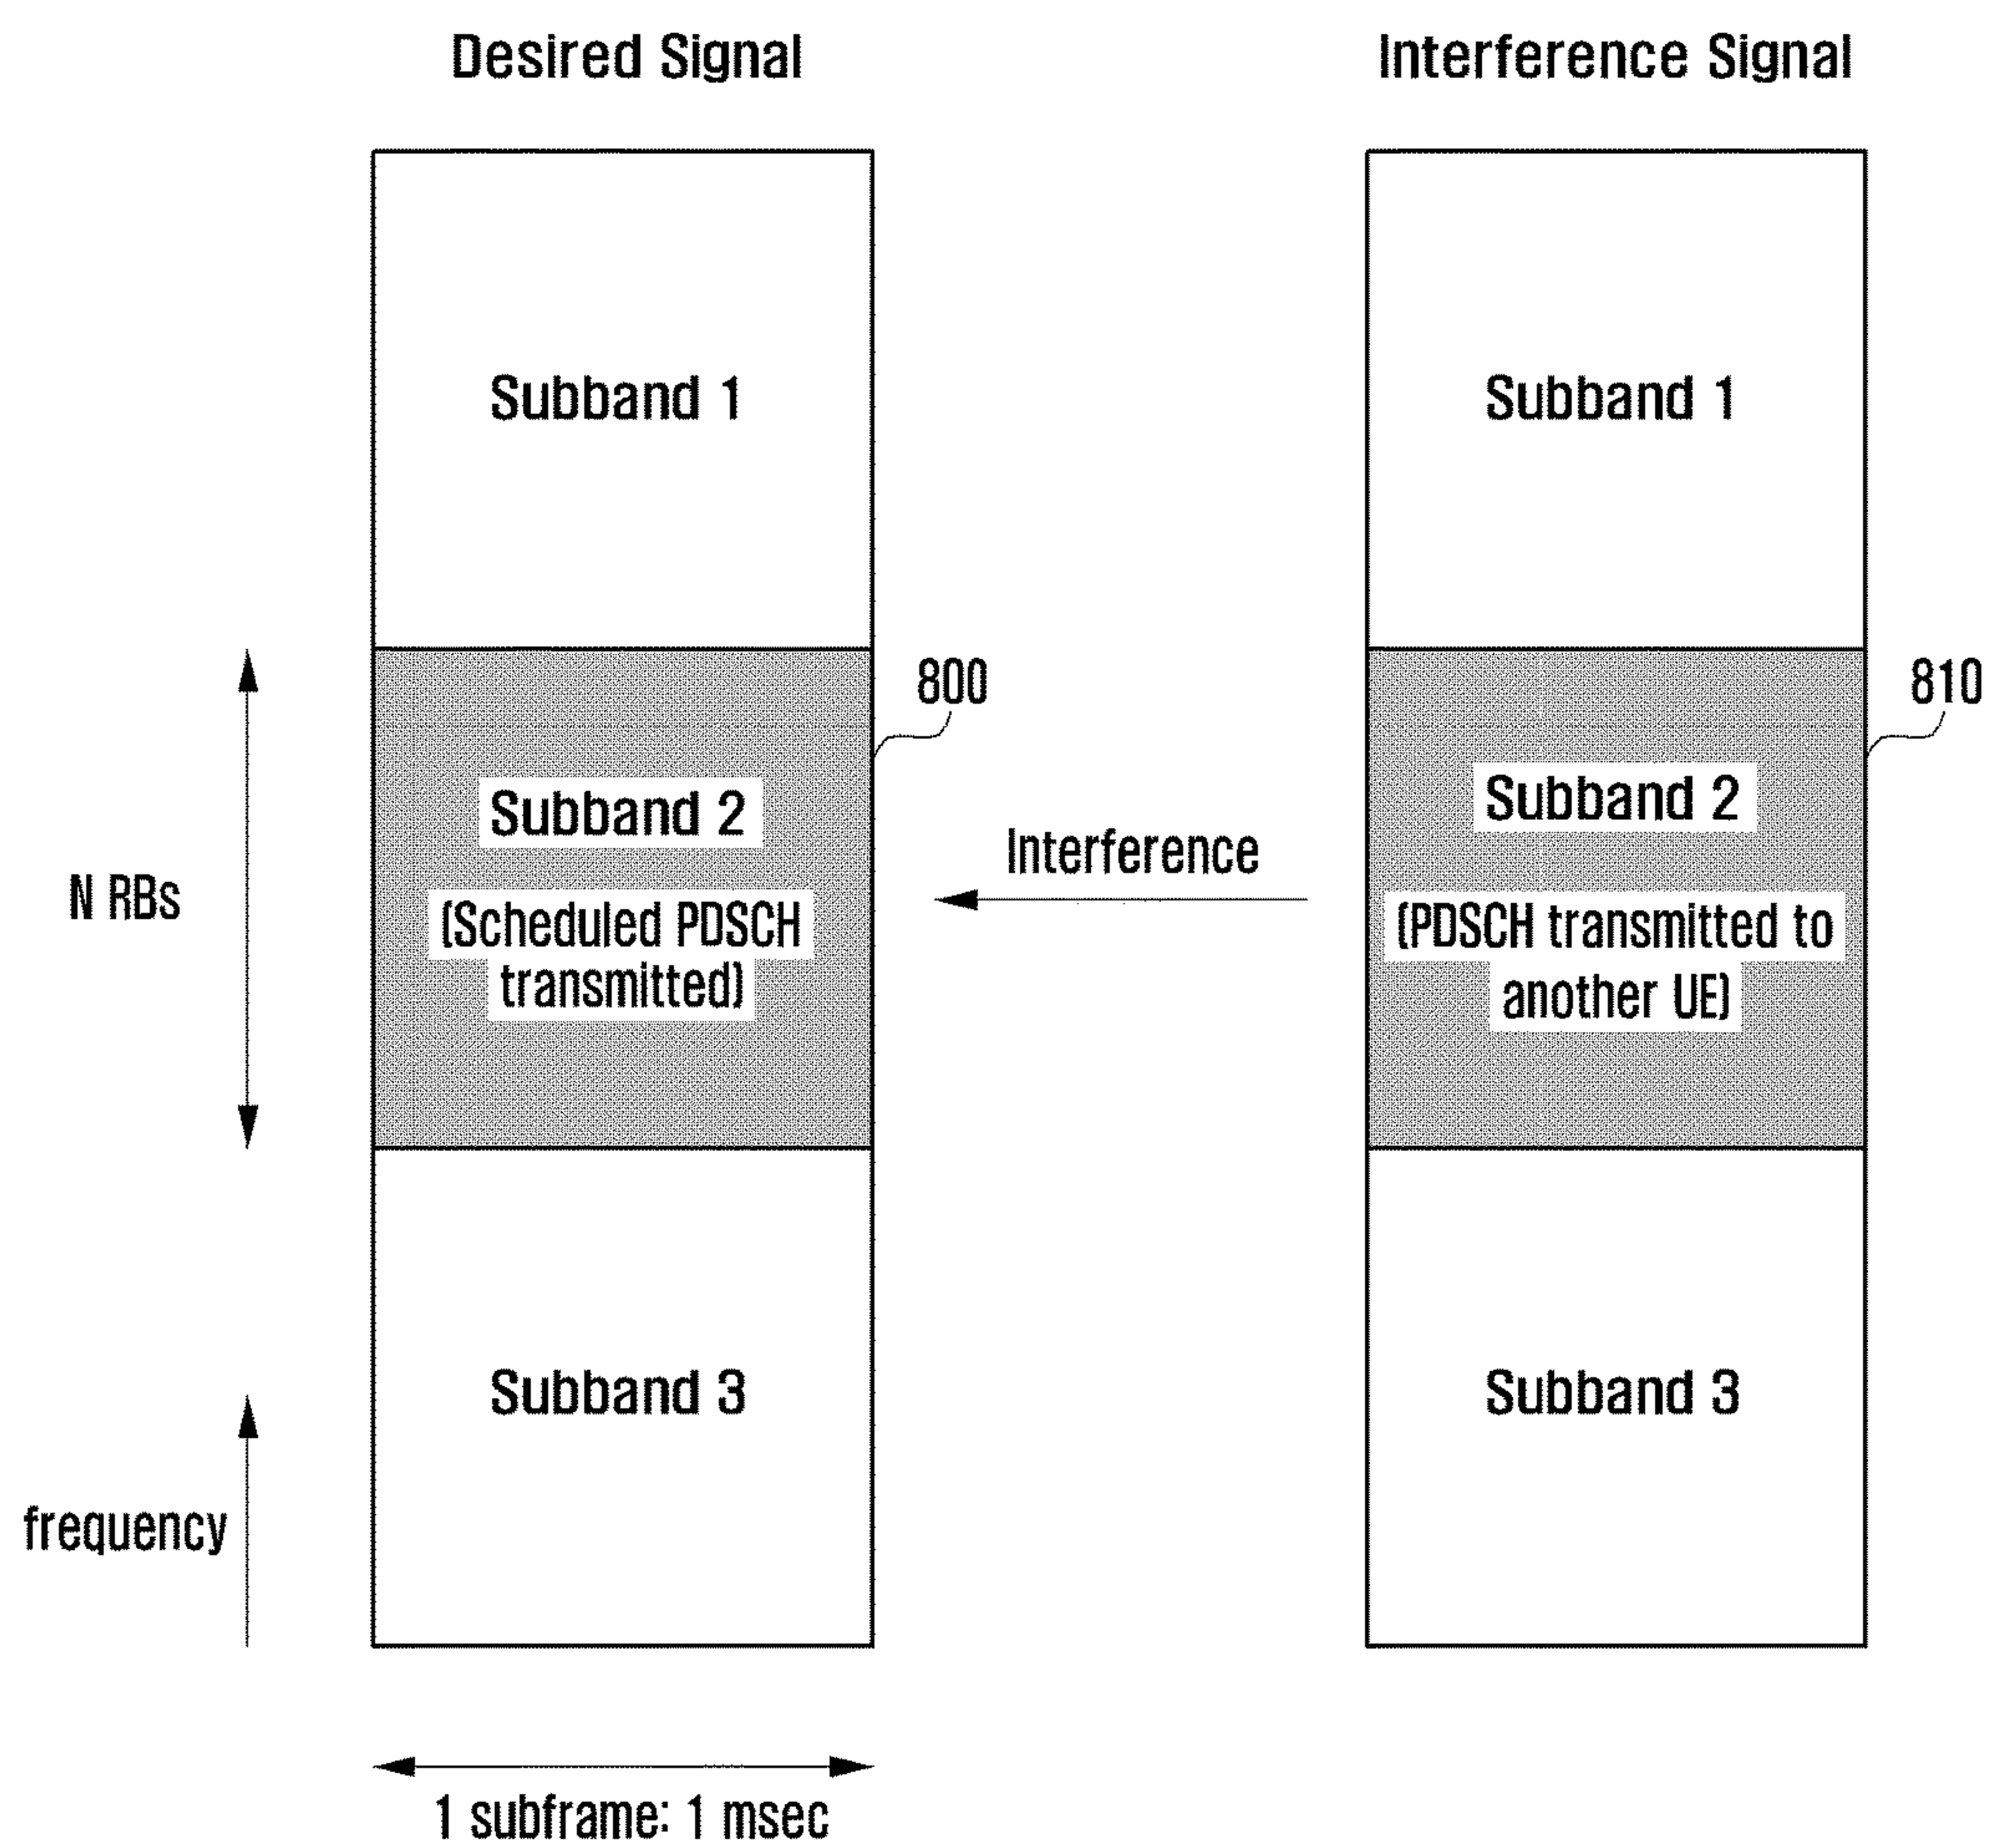 Desired Signal
Interference Signal
Subband 1
Subband 1
800
810
Subband 2
Subband 2
Interference
N RBs
(Scheduled PDSCH
transmitted)
(PDSCH transmitted to
another UE)
Subband 3
Subband 3
frequency
1 subframe: 1 msec